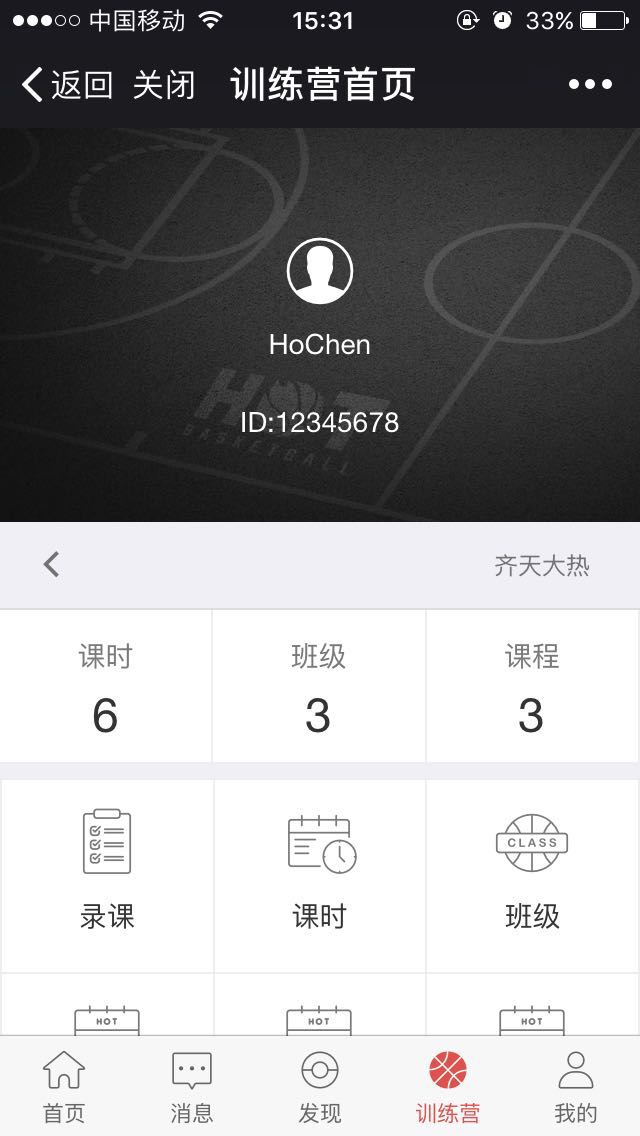 中国移动 15:31 33%
返回 关闭 训练营首页
HoChen
HOT
BASKETBALL
ID:12345678
齐天大热
课时 班级 课程
6 3 3
CLASS
录课 课时 班级
HOT HOT HOT
首页 消息 发现 训练营 我的